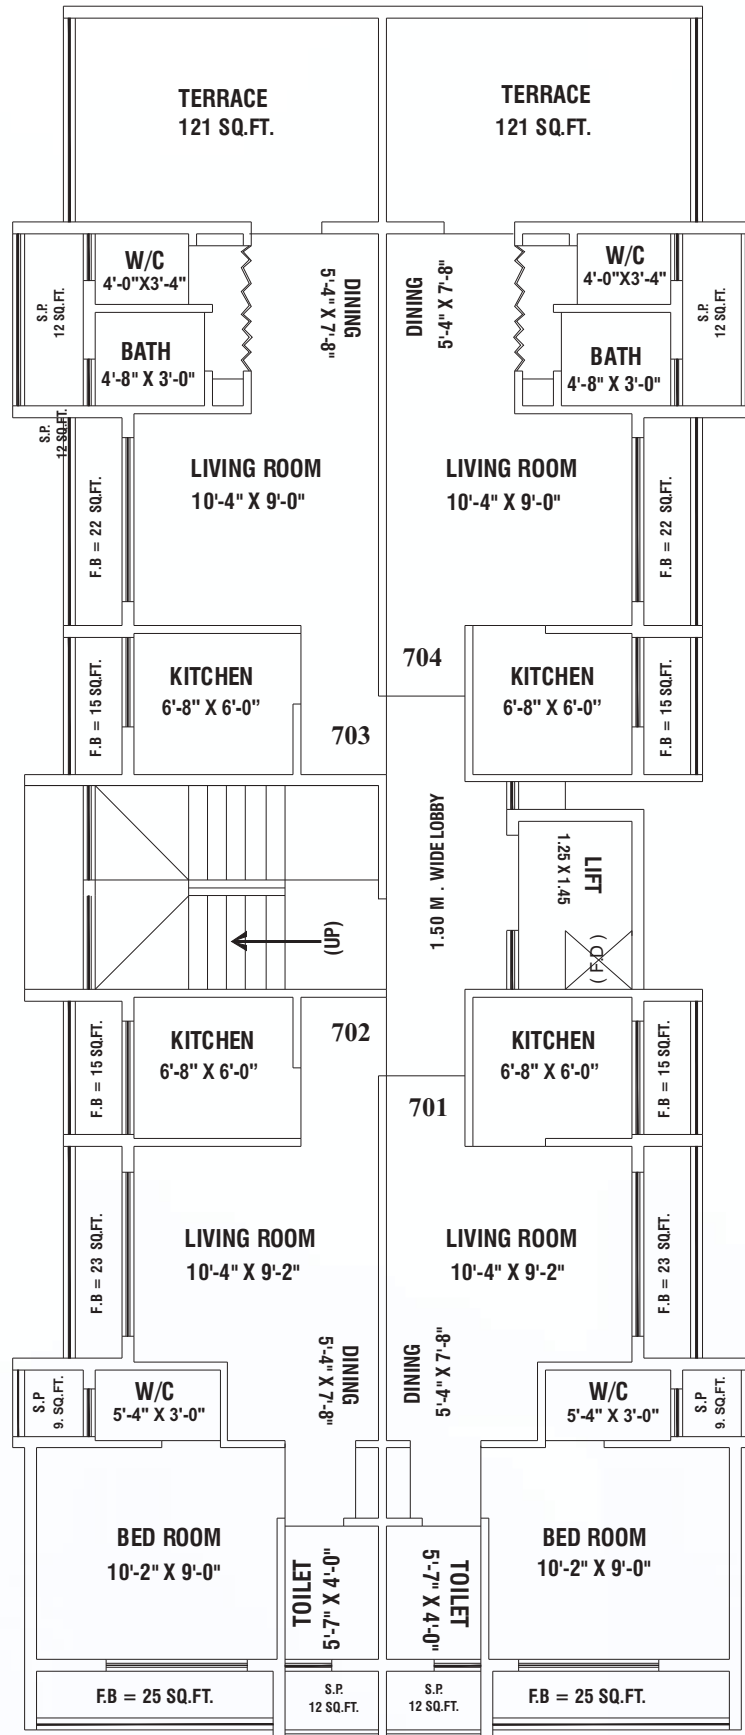 TERRACE
121 SQ.FT.
TERRACE
121 SQ.FT.
W/C
4'-0"X3'-4"
S.P.
12 SQ.FT.
BATH
4'-8" X 3'-0"
DINING
5'-4" X 7'-8"
DINING
5'-4" X 7'-8"
W/C
4'-0"X3'-4"
BATH
4'-8" X 3'-0"
S.P.
12 SQ.FT.
S.P.
12 SQ.FT.
LIVING ROOM
10'-4" X 9'-0"
LIVING ROOM
10'-4" X 9'-0"
F.B = 22 SQ.FT.
F.B = 22 SQ.FT.
704
KITCHEN
6'-8" X 6'-0"
KITCHEN
6'-8" X 6'-0"
F.B = 15 SQ.FT.
F.B = 15 SQ.FT.
703
1.50 M . WIDE LOBBY
LIFT
1.25 X 1.45
(UP)
( F.D )
702
KITCHEN
6'-8" X 6'-0"
KITCHEN
6'-8" X 6'-0"
F.B = 15 SQ.FT.
F.B = 15 SQ.FT.
701
LIVING ROOM
10'-4" X 9'-2"
LIVING ROOM
10'-4" X 9'-2"
F.B = 23 SQ.FT.
F.B = 23 SQ.FT.
DINING
5'-4" X 7'-8"
DINING
5'-4" X 7'-8"
S.P
9. SQ.FT.
W/C
5'-4" X 3'-0"
W/C
5'-4" X 3'-0"
S.P
9. SQ.FT.
BED ROOM
10'-2" X 9'-0"
BED ROOM
10'-2" X 9'-0"
TOILET
5'-7" X 4'-0"
TOILET
5'-7" X 4'-0"
F.B = 25 SQ.FT.
S.P.
12 SQ.FT.
S.P.
12 SQ.FT.
F.B = 25 SQ.FT.